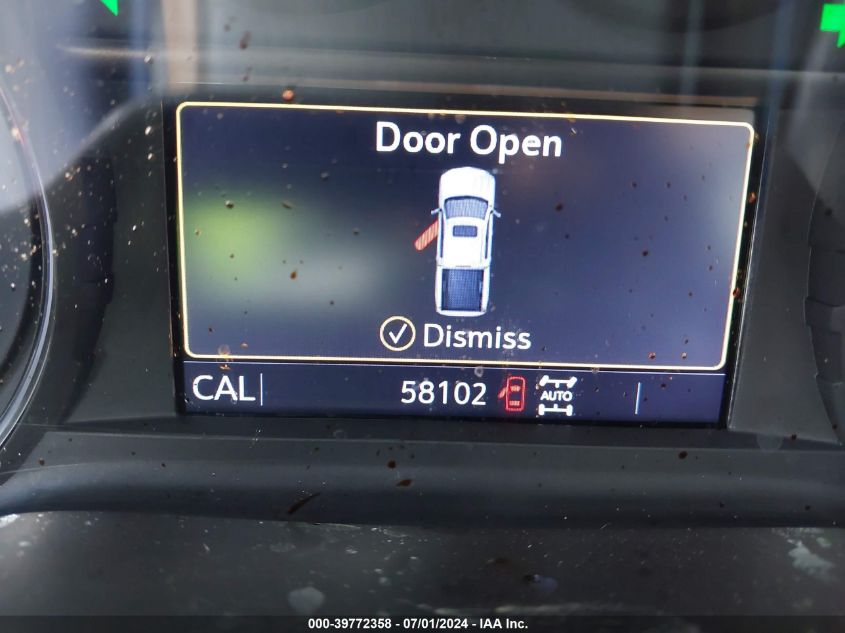 Door Open
Dismiss
CAL 58102 AUTO
000-39772358 - 07/01/2024 - IAA Inc.